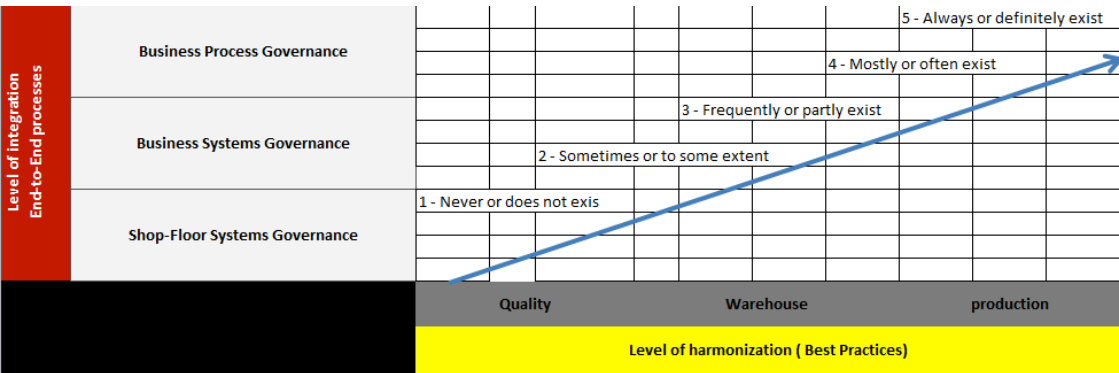 Level of integration
End-to-End processes
Business Process Governance
Business Systems Governance
Shop-Floor Systems Governance
5 - Always or definitely exist
4 - Mostly or often exist
3 - Frequently or partly exist
2 - Sometimes or to some extent
1 - Never or does not exis
Quality
Warehouse
production
Level of harmonization ( Best Practices)